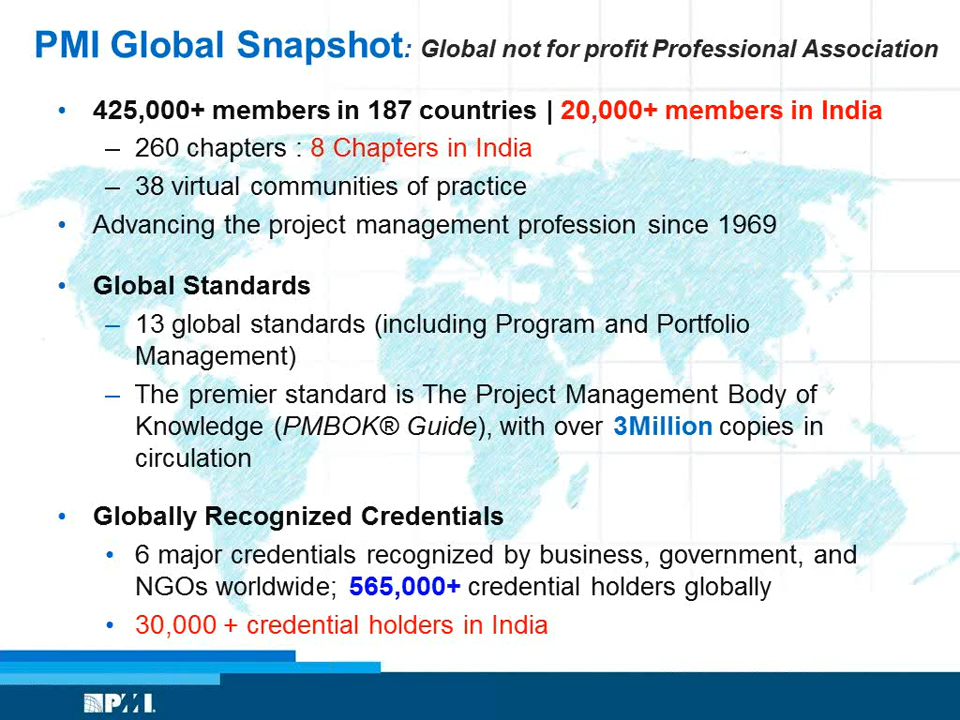 PMI Global Snapshot: Global not for profit Professional Association
• 425,000+ members in 187 countries | 20,000+ members in India
– 260 chapters : 8 Chapters in India
– 38 virtual communities of practice
• Advancing the project management profession since 1969
• Global Standards
– 13 global standards (including Program and Portfolio
Management)
– The premier standard is The Project Management Body of
Knowledge (PMBOK® Guide), with over 3Million copies in
circulation
• Globally Recognized Credentials
• 6 major credentials recognized by business, government, and
NGOs worldwide; 565,000+ credential holders globally
• 30,000 + credential holders in India
PMI®